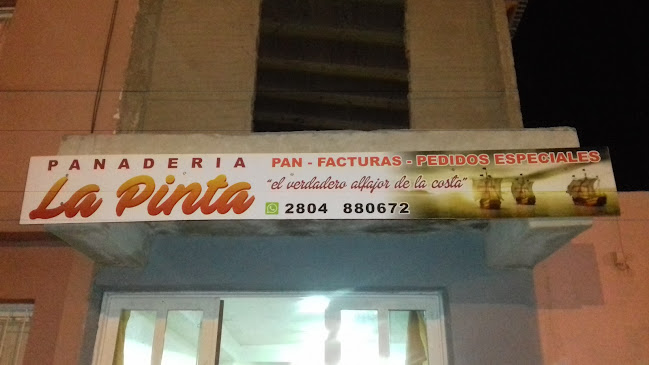 PANADERIA
La Pinta
PAN - FACTURAS - PEDIDOS ESPECIALES
"el verdadero alfajor de la costa"
2804 880672